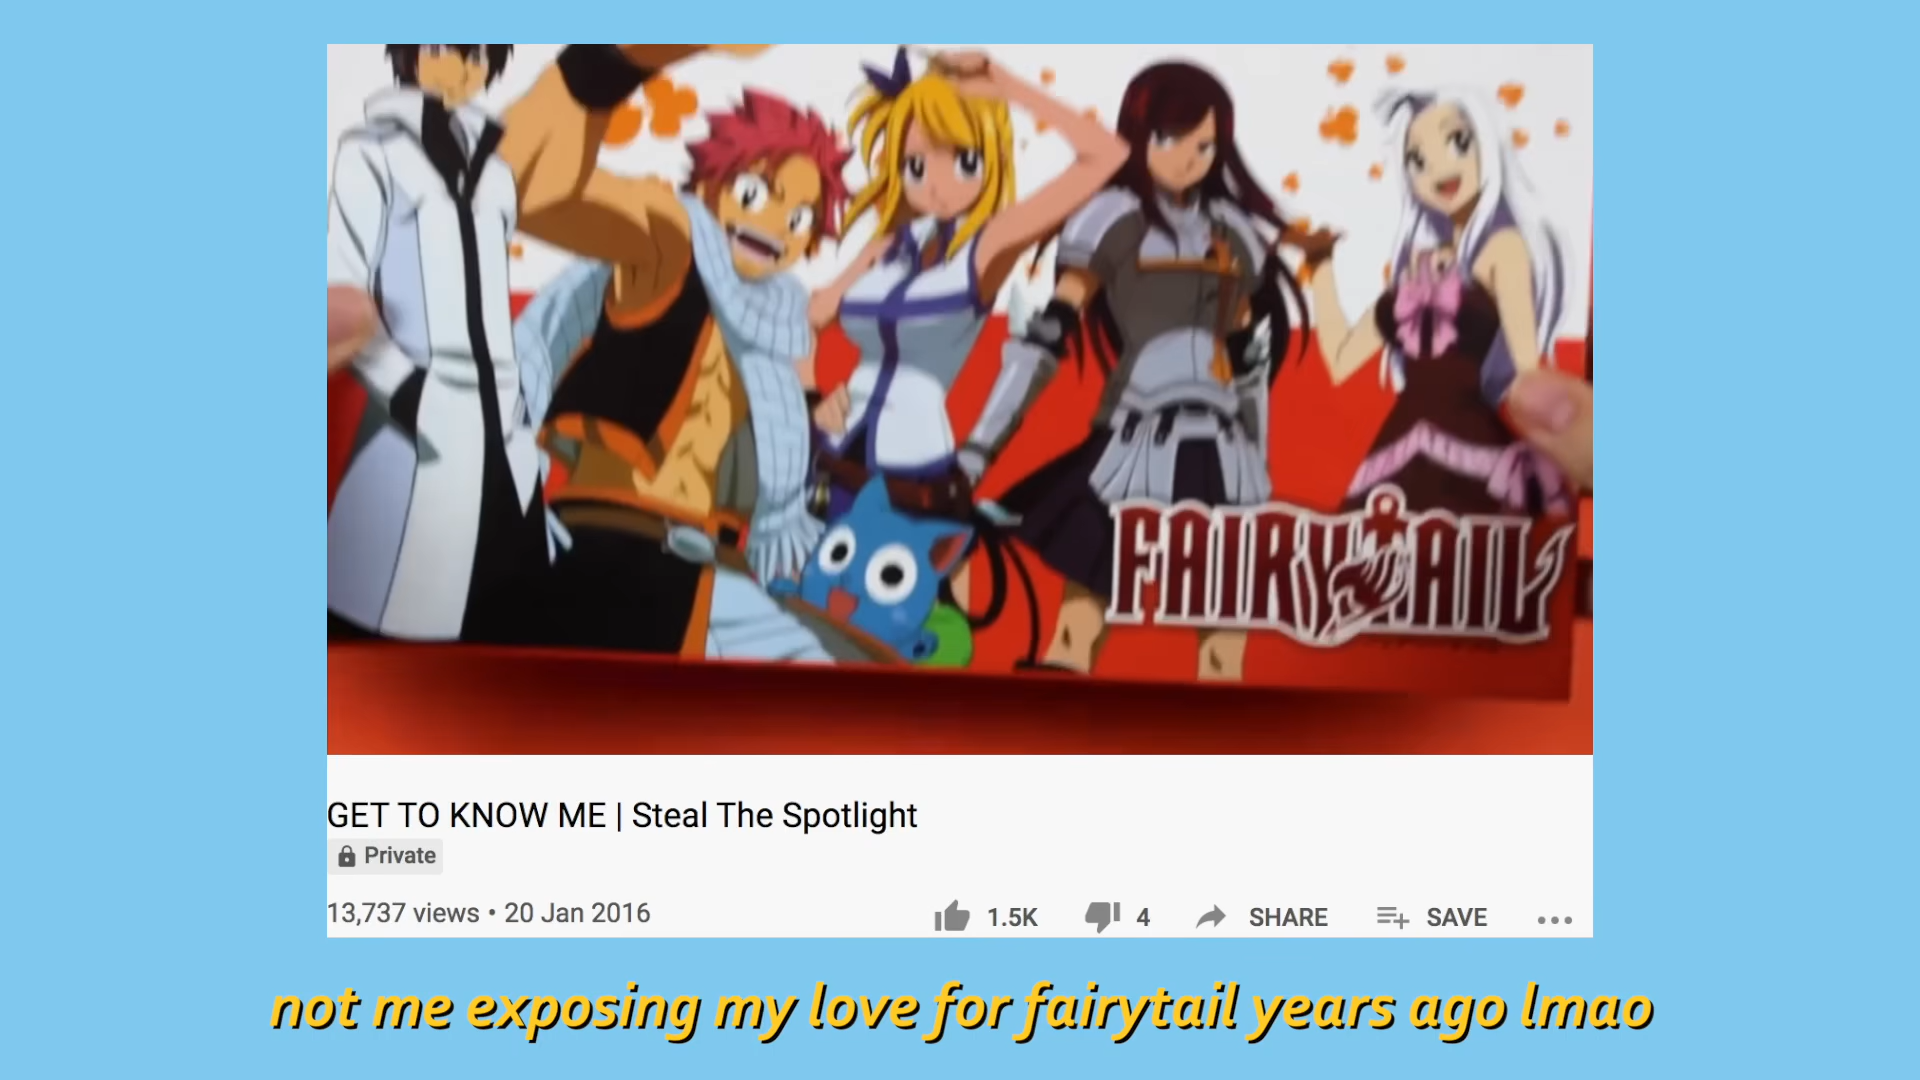 FAIRY TAIL
GET TO KNOW ME | Steal The Spotlight
Private
13,737 views • 20 Jan 2016
1.5K 4 SHARE SAVE
not me exposing my love for fairytail years ago lmao